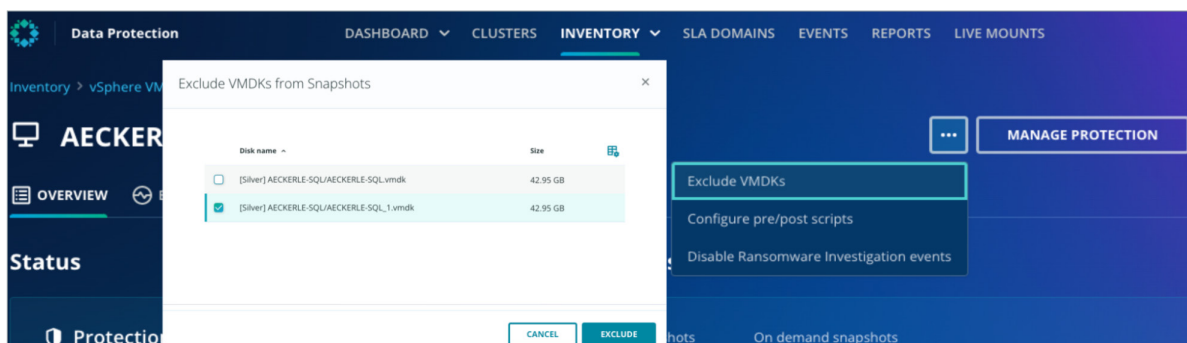 Data Protection
DASHBOARD
CLUSTERS
INVENTORY
SLA DOMAINS
EVENTS
REPORTS
LIVE MOUNTS
Inventory > vSphere VM
AECKER
MANAGE PROTECTION
OVERVIEW
Status
Protection
Exclude VMDKs from Snapshots
Disk name
Size
[Silver] AECKERLE-SQL/AECKERLE-SQL.vmdk
42.95 GB
[Silver] AECKERLE-SQL/AECKERLE-SQL_1.vmdk
42.95 GB
CANCEL
EXCLUDE
Exclude VMDKs
Configure pre/post scripts
Disable Ransomware Investigation events
On demand snapshots